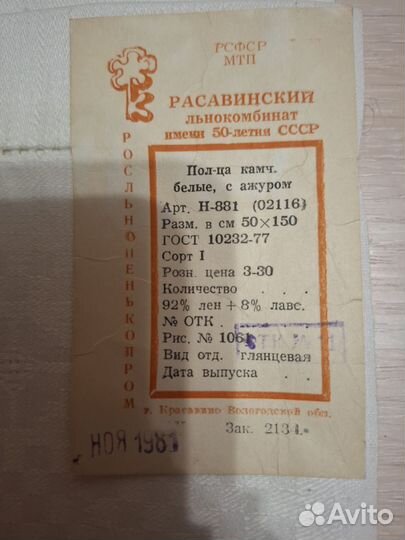 РСФСР
МТП
РАСАВИНСКИЙ
льнокомбинат
имени 50-летия СССР
РОСЛЬНОПЕНЬКОПРОМ
Пол-ца камч.
белые, с ажуром
Арт. Н-881 (02116)
Разм. в см 50×150
ГОСТ 10232-77
Сорт I
Розн. цена 3-30
Количество . . .
92% лен + 8% лавс.
№ ОТК .
Рис. № 1061
Вид отд. глянцевая
Дата выпуска . . .
г. Красавино Вологодской обл.
Зак. 2134.
НОЯ 1981
Avito